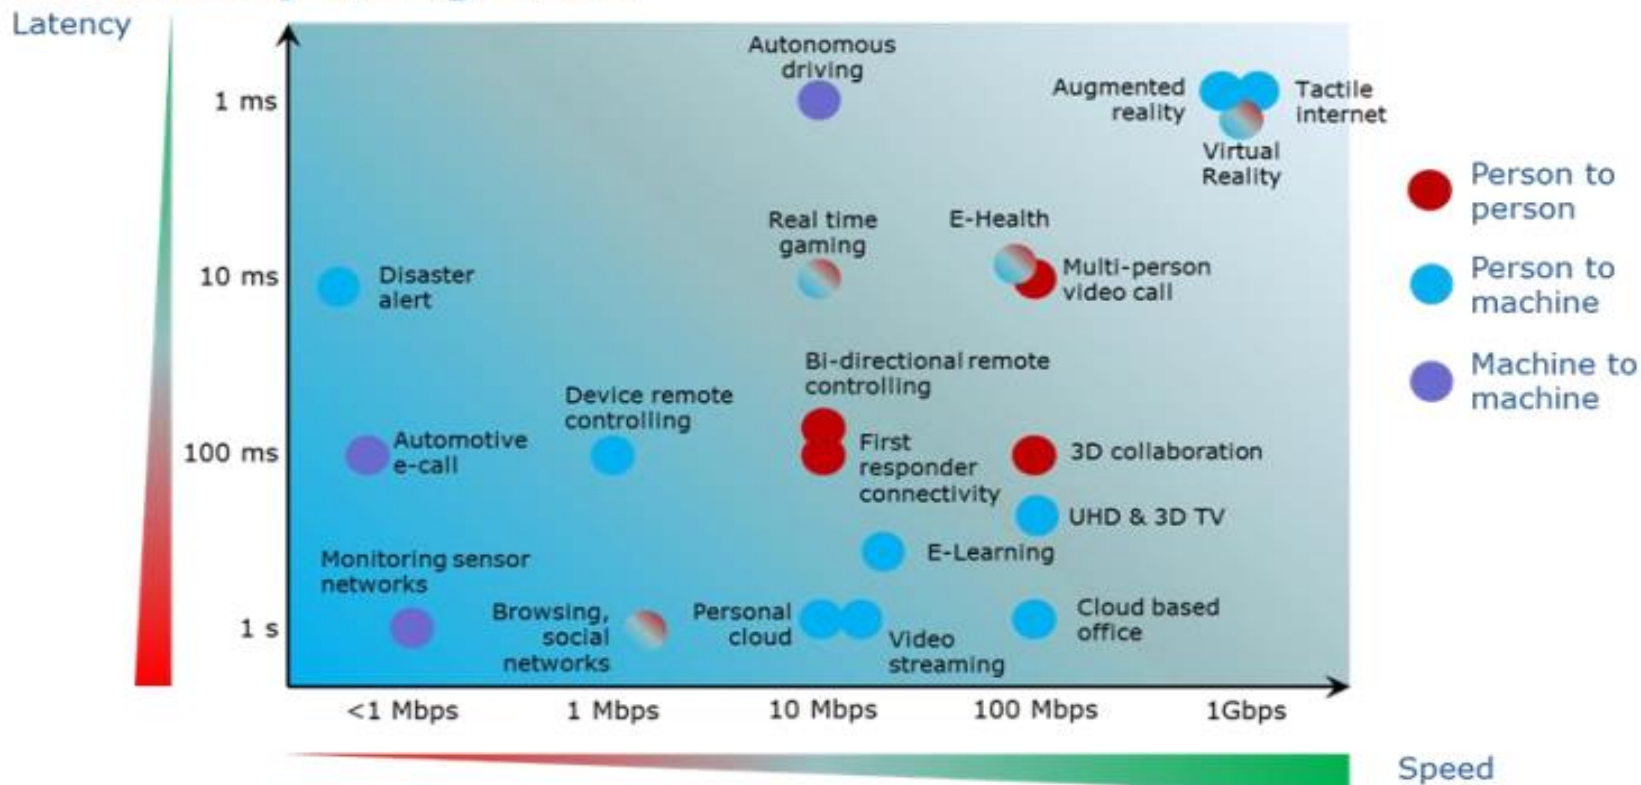 Latency
1 ms
10 ms
100 ms
1 s
Autonomous
driving
Augmented
reality
Tactile
internet
Virtual
Reality
Real time
gaming
E-Health
Multi-person
video call
Disaster
alert
Bi-directional remote
controlling
Device remote
controlling
Automotive
e-call
First
responder
connectivity
3D collaboration
UHD & 3D TV
E-Learning
Monitoring sensor
networks
Browsing,
social
networks
Personal
cloud
Video
streaming
Cloud based
office
<1 Mbps
1 Mbps
10 Mbps
100 Mbps
1Gbps
Speed
Person to
person
Person to
machine
Machine to
machine